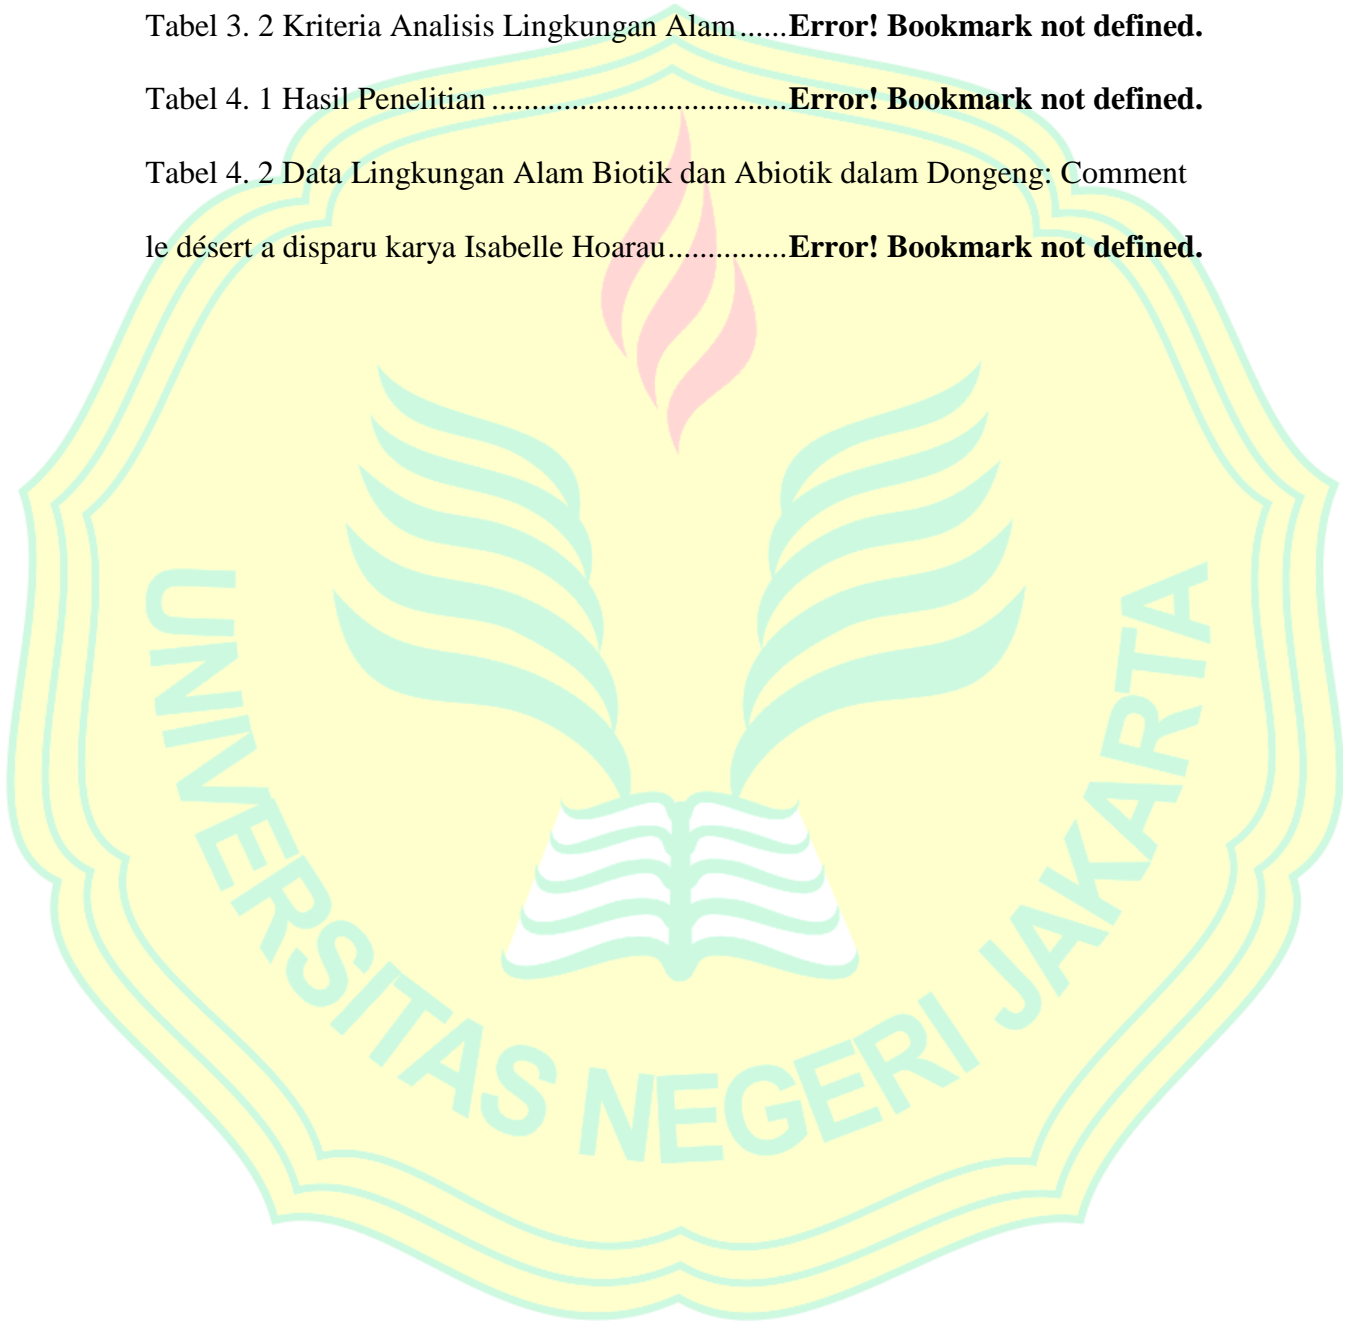 Tabel 3. 2 Kriteria Analisis Lingkungan Alam......Error! Bookmark not defined.
Tabel 4. 1 Hasil Penelitian....................................Error! Bookmark not defined.
Tabel 4. 2 Data Lingkungan Alam Biotik dan Abiotik dalam Dongeng: Comment
le désert a disparu karya Isabelle Hoarau...............Error! Bookmark not defined.
UNIVERSITAS NEGERI JAKARTA